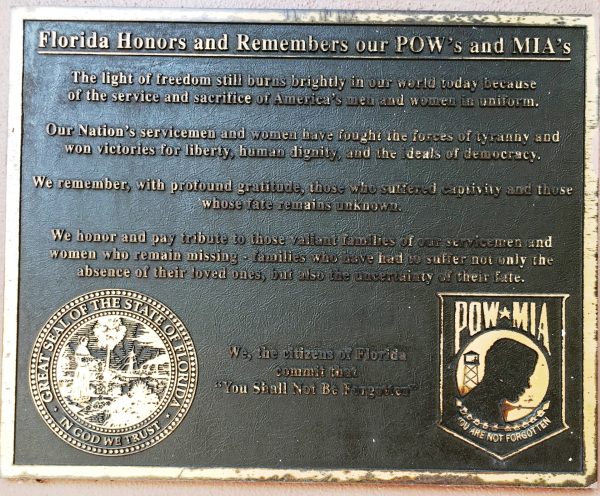 Florida Honors and Remembers our POW's and MIA's
The light of freedom still burns brightly in our world today because
of the service and sacrifice of America's men and women in uniform.
Our Nation's servicemen and women have fought the forces of tyranny and
won victories for liberty, human dignity, and the ideals of democracy.
We remember, with profound gratitude, those who suffered captivity and those
whose fate remains unknown.
We honor and pay tribute to those valiant families of our servicemen and
women who remain missing - families who have had to suffer not only the
absence of their loved ones, but also the uncertainty of their fate.
GREAT SEAL OF THE STATE OF FLORIDA
· IN GOD WE TRUST ·
We, the citizens of Florida
commit that
"You Shall Not Be Forgotten"
POW★MIA
YOU ARE NOT FORGOTTEN